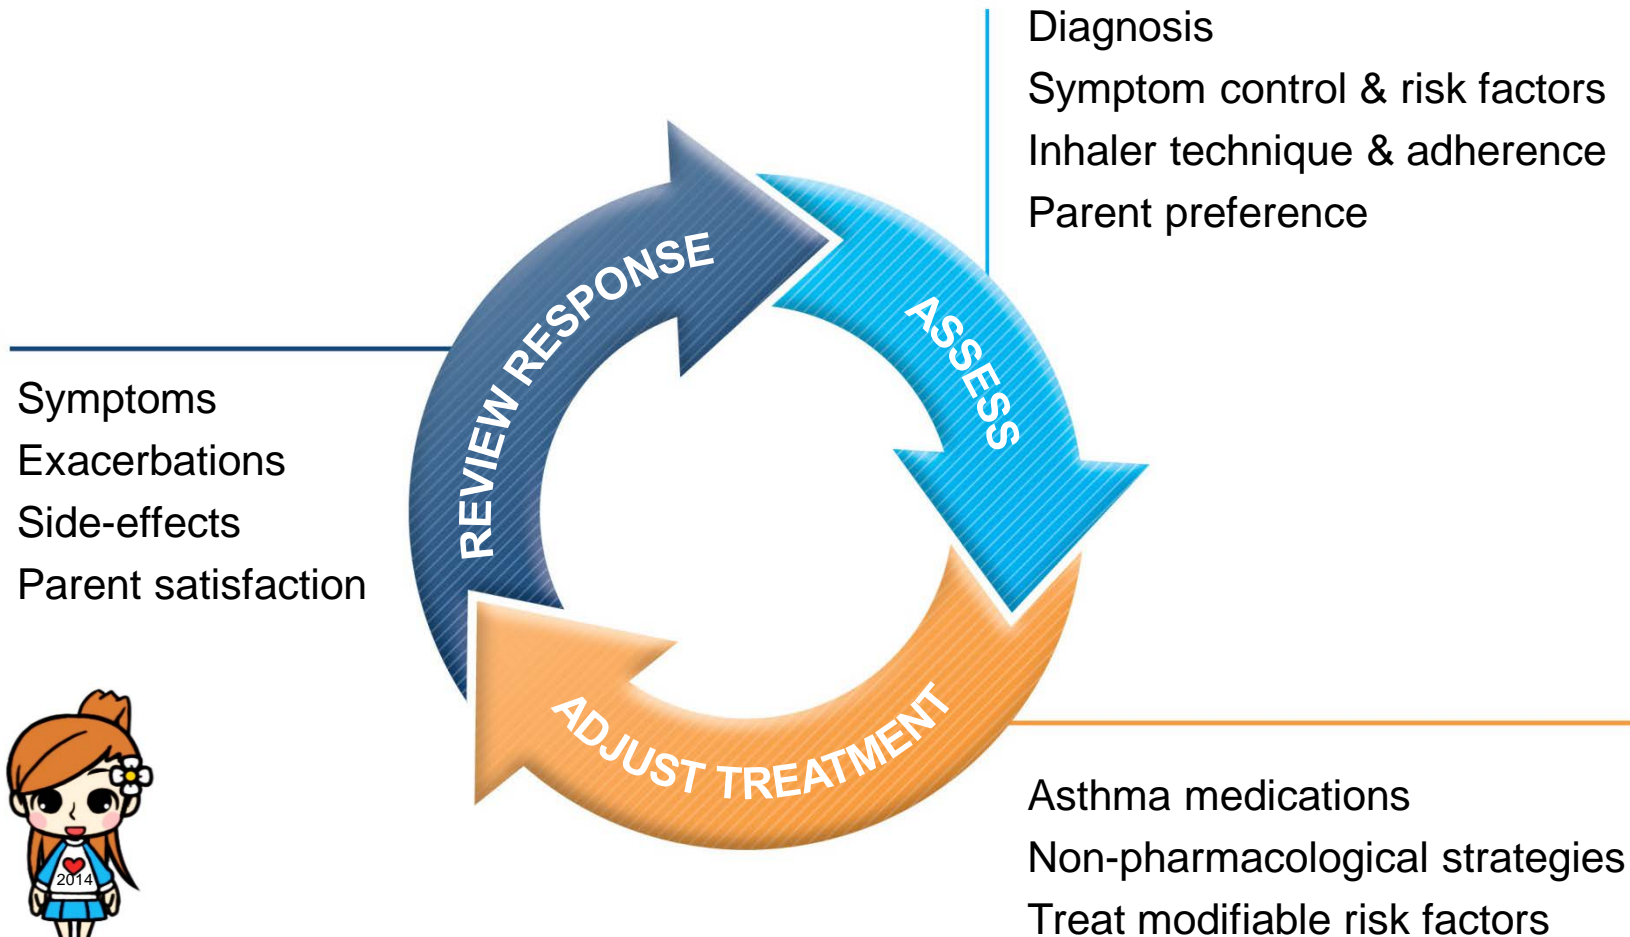 Diagnosis
Symptom control & risk factors
Inhaler technique & adherence
Parent preference
REVIEW RESPONSE
ASSESS
Symptoms
Exacerbations
Side-effects
Parent satisfaction
ADJUST TREATMENT
Asthma medications
Non-pharmacological strategies
Treat modifiable risk factors
2014